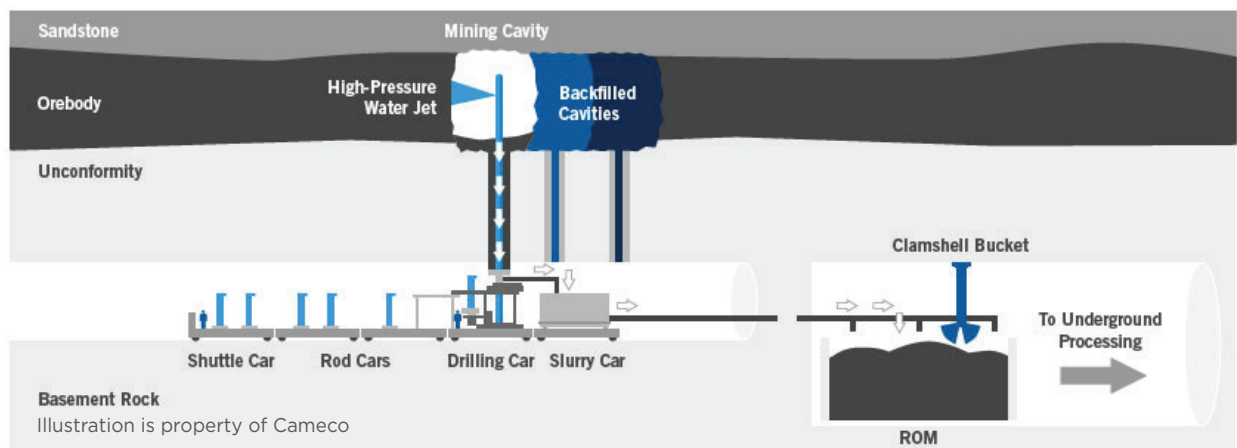 Sandstone
Mining Cavity
High-Pressure
Water Jet
Orebody
Backfilled
Cavities
Unconformity
Clamshell Bucket
To Underground
Processing
Shuttle Car
Rod Cars
Drilling Car
Slurry Car
Basement Rock
Illustration is property of Cameco
ROM